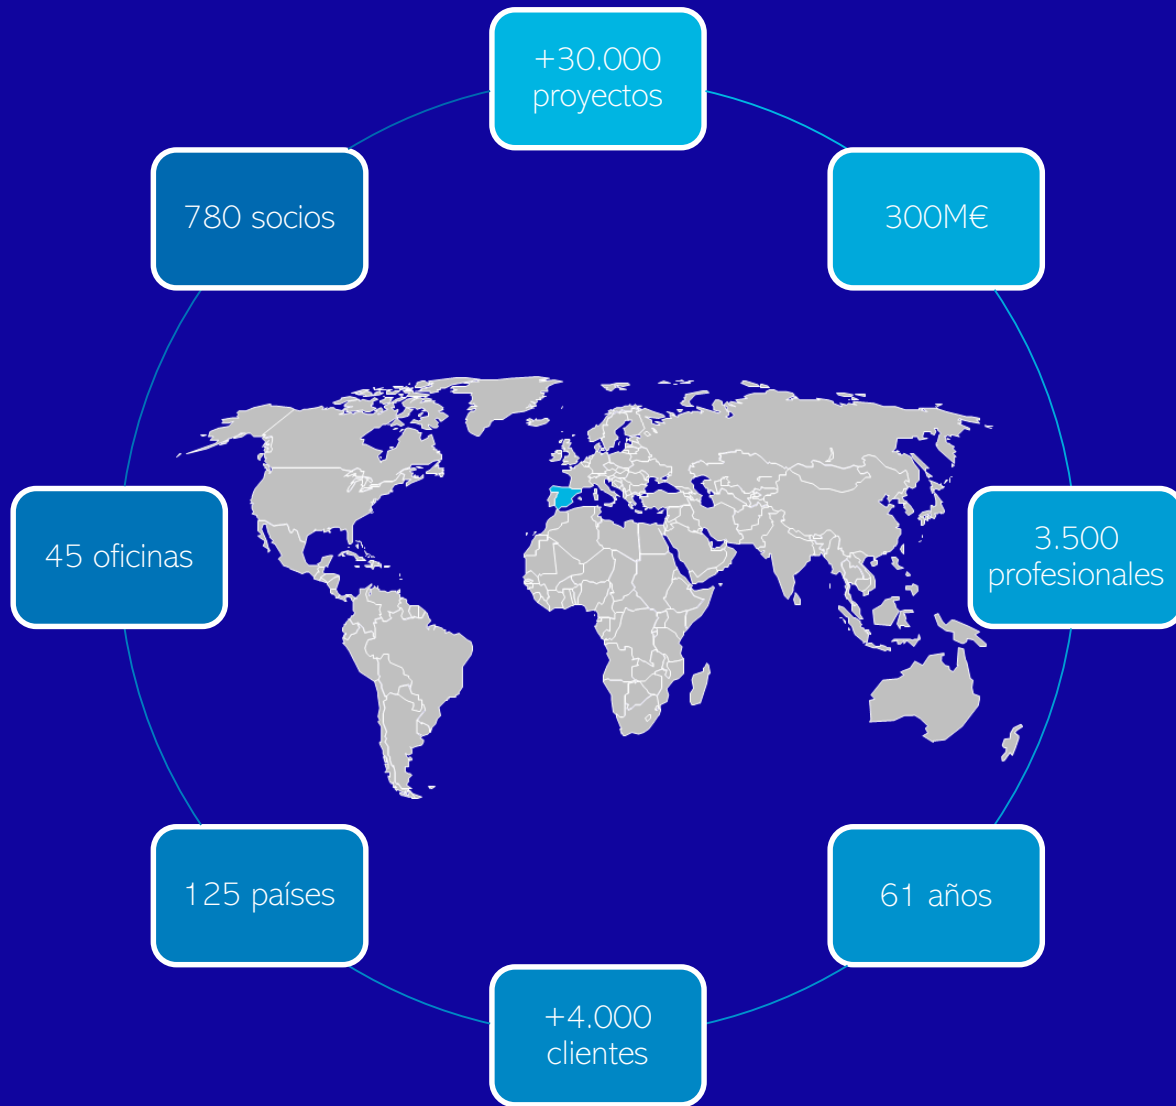 +30.000
proyectos
780 socios
300M€
45 oficinas
3.500
profesionales
125 países
61 años
+4.000
clientes